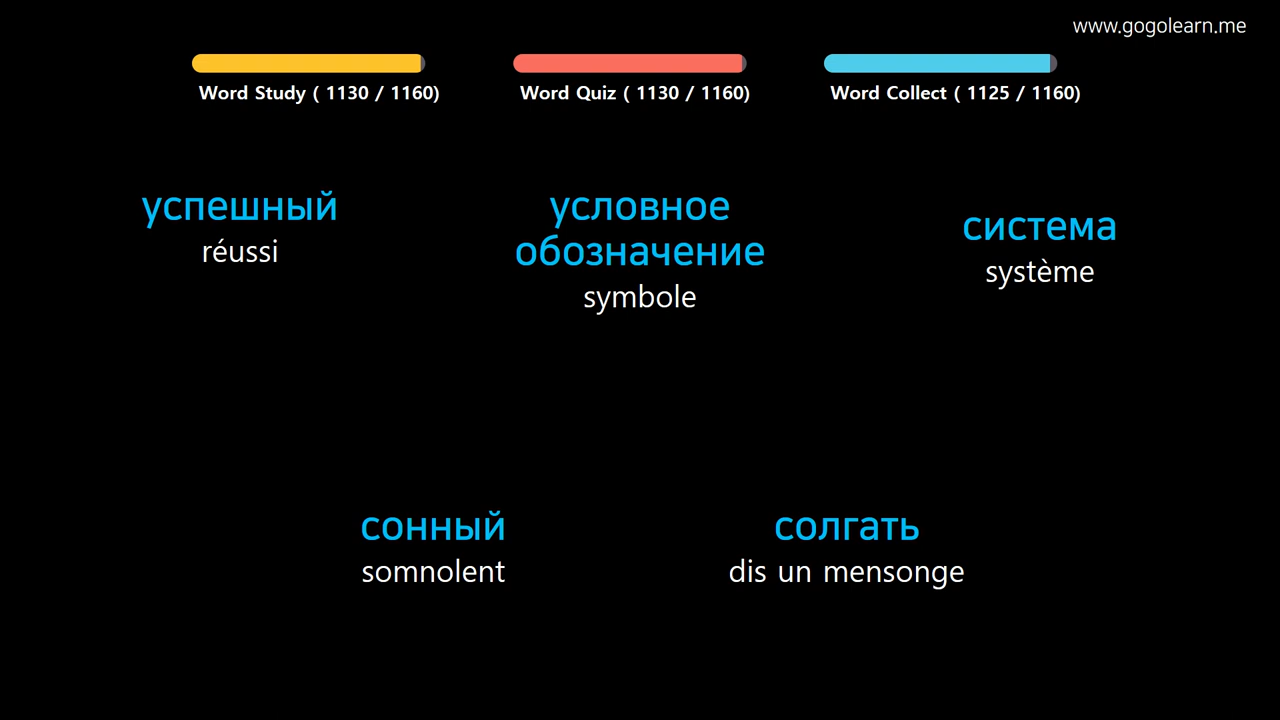 www.gogolearn.me
Word Study ( 1130 / 1160)
Word Quiz ( 1130 / 1160)
Word Collect ( 1125 / 1160)
успешный
réussi
условное
обозначение
symbole
система
système
сонный
somnolent
солгать
dis un mensonge